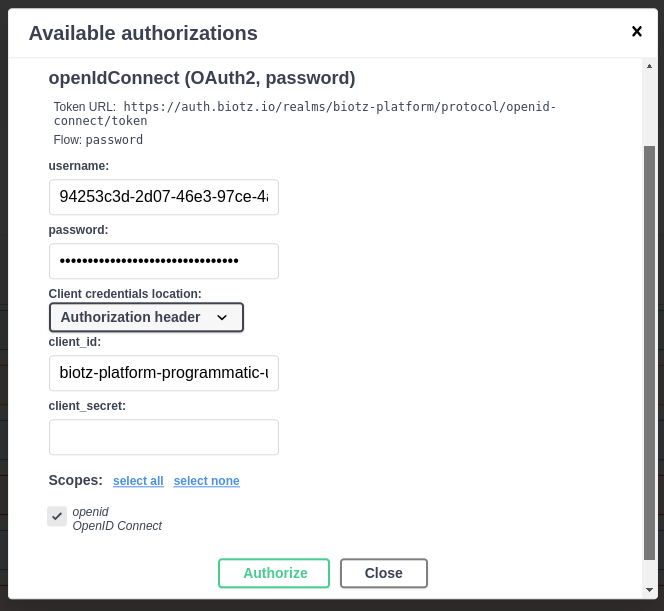 Available authorizations
openIdConnect (OAuth2, password)
Token URL: https://auth.biotz.io/realms/biotz-platform/protocol/openid-
connect/token
Flow: password
username:
94253c3d-2d07-46e3-97ce-4
password:
••••••••••••••••••••••••••••••••
Client credentials location:
Authorization header
client_id:
biotz-platform-programmatic-
client_secret:
Scopes: select all select none
openid
OpenID Connect
Authorize Close